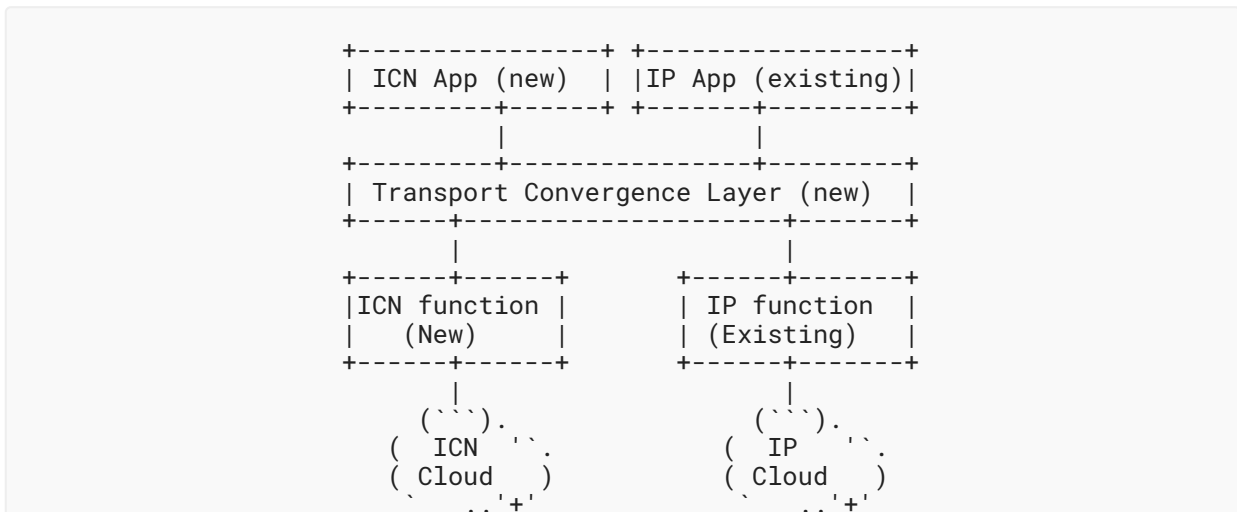 +----------------+ +-----------------+
| ICN App (new)  | |IP App (existing)|
+---------+------+ +-------+---------+
          |                |
+---------+----------------+---------+
| Transport Convergence Layer (new)  |
+------+---------------------+-------+
       |                     |
+------+------+       +------+-------+
|ICN function |       | IP function  |
|   (New)     |       | (Existing)   |
+------+------+       +------+-------+
       |                     |
     (```).                (```).
   (  ICN  '`.           (  IP   '`.
   ( Cloud   )           ( Cloud   )
    `   ..'+'             `   ..'+'